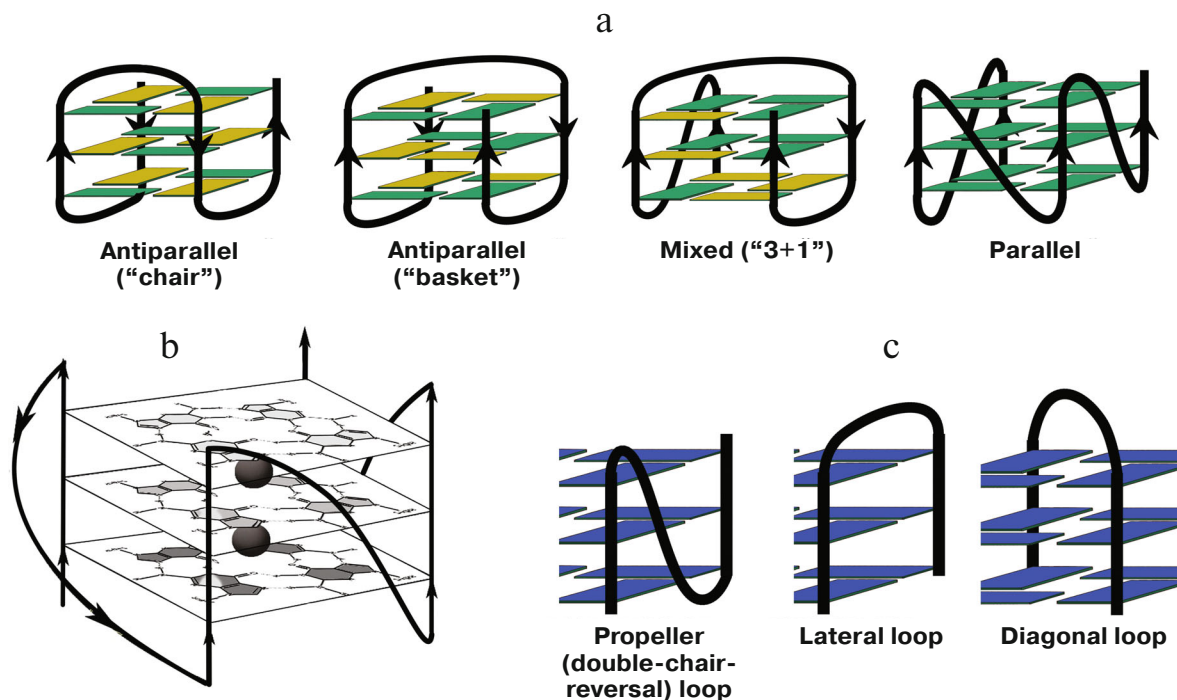 a
Antiparallel
(“chair”)
Antiparallel
(“basket”)
Mixed (“3+1”)
Parallel
b
c
Propeller
(double-chair-
reversal) loop
Lateral loop
Diagonal loop